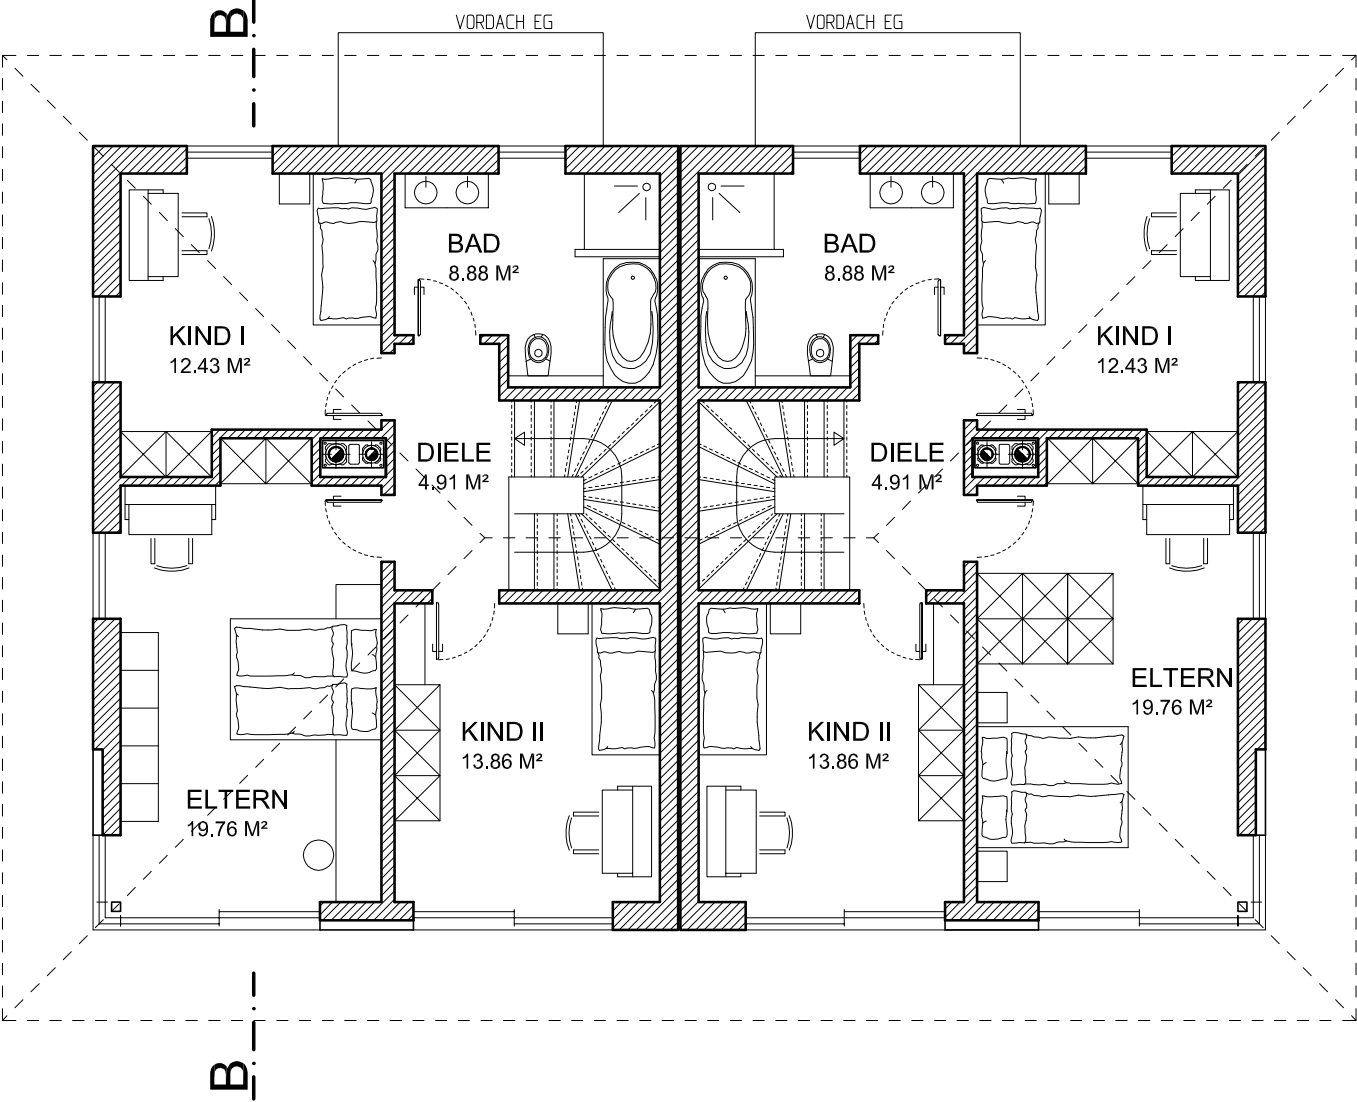 B
VORDACH EG
VORDACH EG
BAD
8.88 M²
BAD
8.88 M²
KIND I
12.43 M²
KIND I
12.43 M²
DIELE
4.91 M²
DIELE
4.91 M²
ELTERN
19.76 M²
KIND II
13.86 M²
KIND II
13.86 M²
ELTERN
19.76 M²
B